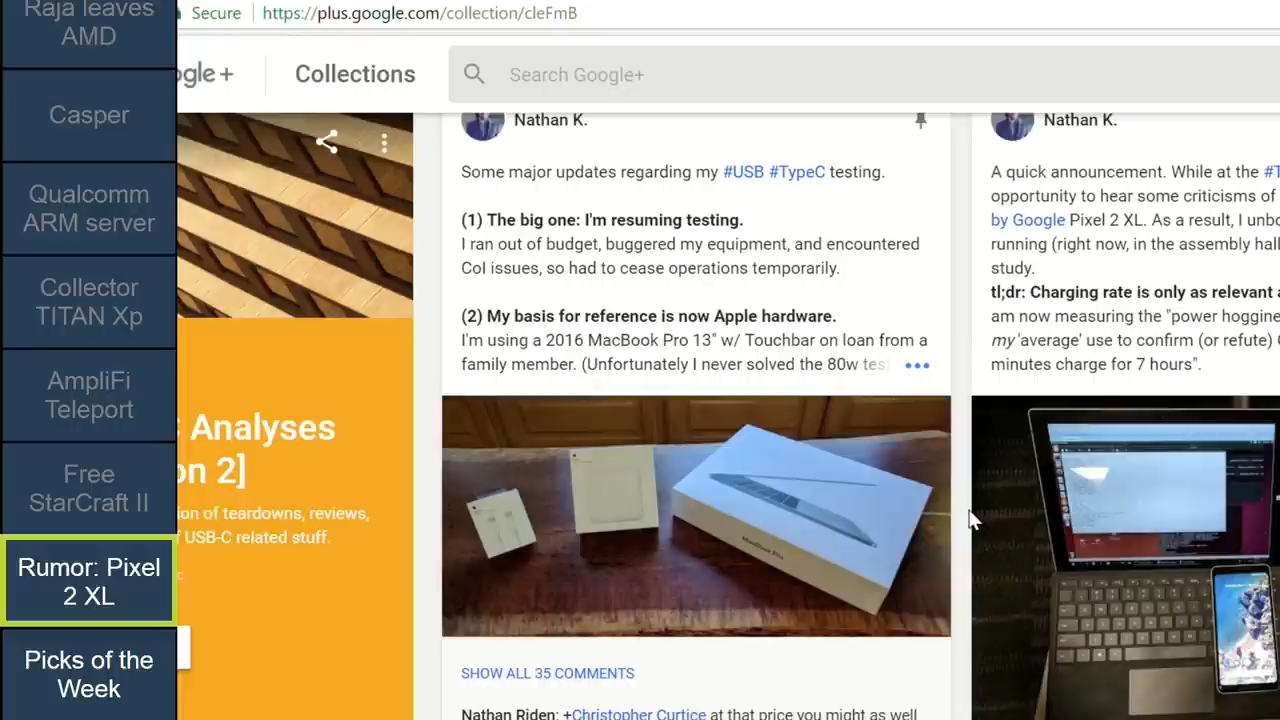 Raja leaves
AMD
Casper
Qualcomm
ARM server
Collector
TITAN Xp
AmpliFi
Teleport
Free
StarCraft II
Rumor: Pixel
2 XL
Picks of the
Week
Secure https://plus.google.com/collection/cleFmB
ogle+ Collections Search Google+
Analyses
on 2]
ion of teardowns, reviews,
f USB-C related stuff.
Nathan K.
Some major updates regarding my #USB #TypeC testing.
(1) The big one: I'm resuming testing.
I ran out of budget, buggered my equipment, and encountered
CoI issues, so had to cease operations temporarily.
(2) My basis for reference is now Apple hardware.
I'm using a 2016 MacBook Pro 13" w/ Touchbar on loan from a
family member. (Unfortunately I never solved the 80w tes
MacBook Pro
SHOW ALL 35 COMMENTS
Nathan Riden: +Christopher Curtice at that price you might as well
Nathan K.
A quick announcement. While at the #T
opportunity to hear some criticisms of
by Google Pixel 2 XL. As a result, I unbo
running (right now, in the assembly hall
study.
tl;dr: Charging rate is only as relevant a
am now measuring the "power hoggine
my 'average' use to confirm (or refute) G
minutes charge for 7 hours".